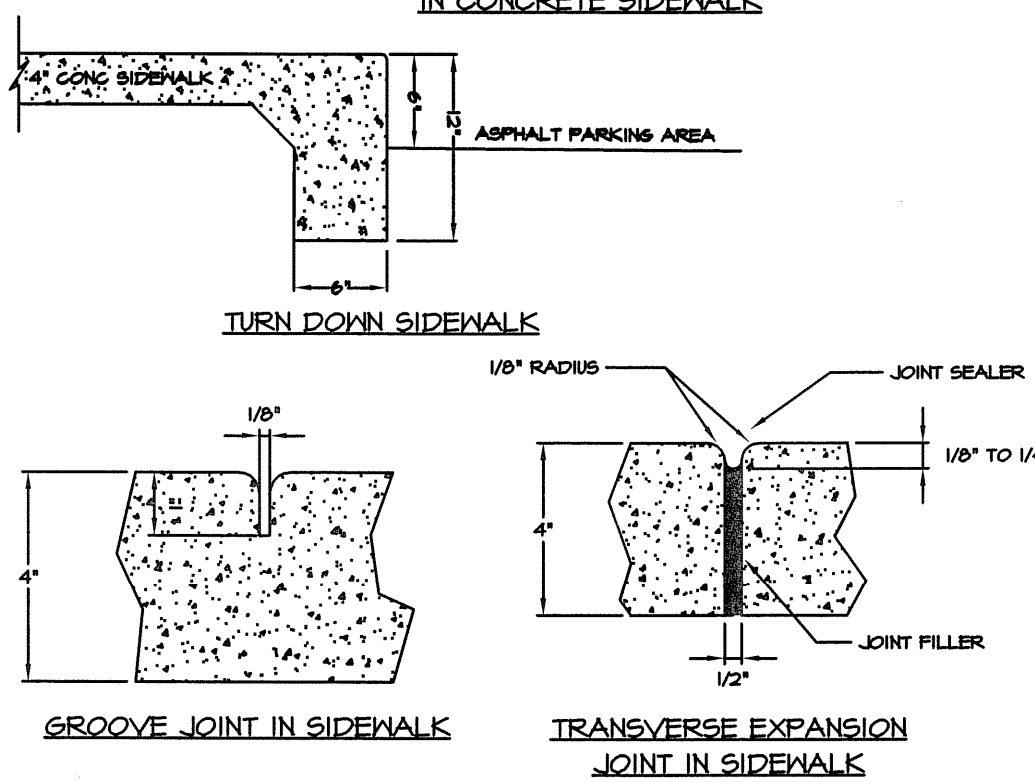 IN CONCRETE SIDEWALK
4" CONC SIDEWALK
6"
12"
ASPHALT PARKING AREA
6"
TURN DOWN SIDEWALK
1/8"
1"
4"
GROOVE JOINT IN SIDEWALK
1/8" RADIUS
JOINT SEALER
1/8" TO 1/4
4"
JOINT FILLER
1/2"
TRANSVERSE EXPANSION
JOINT IN SIDEWALK